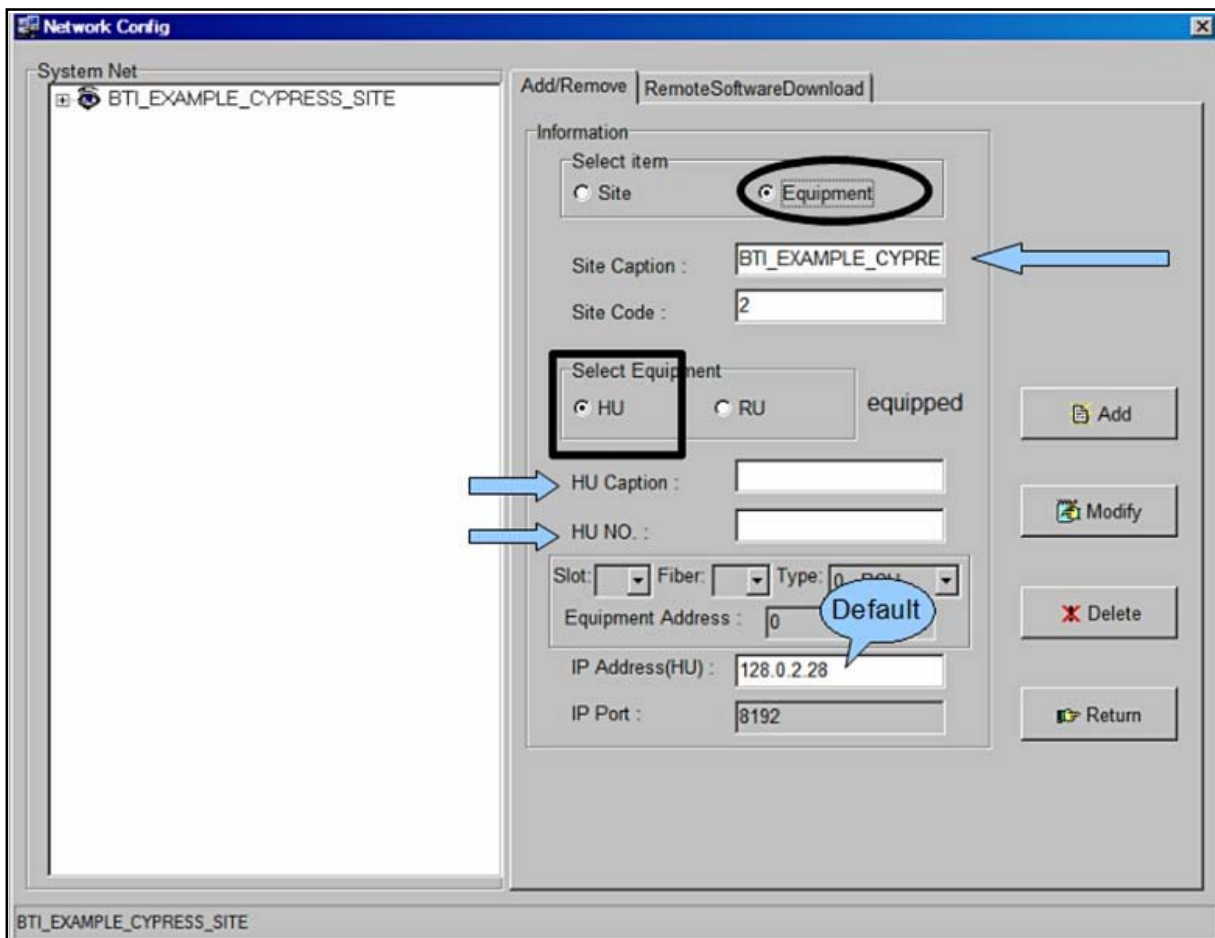 Network Config
System Net
BTI_EXAMPLE_CYPRESS_SITE
Add/Remove
RemoteSoftwareDownload
Information
Select item
Site
Equipment
Site Caption :
BTI_EXAMPLE_CYPRE
Site Code :
2
Select Equipment
HU
RU
equipped
HU Caption :
HU NO. :
Slot:
Fiber:
Type:
0
Equipment Address :
0
Default
IP Address(HU) :
128.0.2.28
IP Port :
8192
Add
Modify
Delete
Return
BTI_EXAMPLE_CYPRESS_SITE